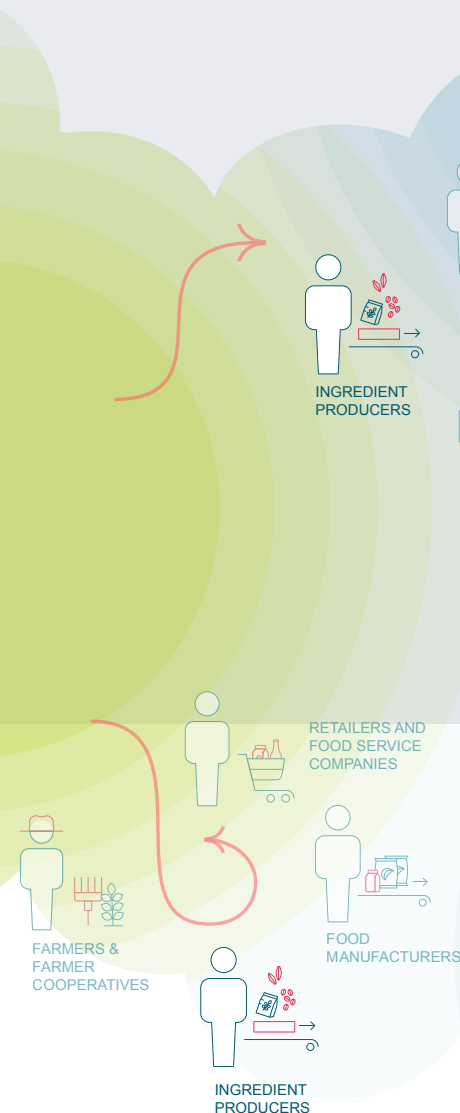 INGREDIENT
PRODUCERS
RETAILERS AND
FOOD SERVICE
COMPANIES
FOOD
MANUFACTURERS
FARMERS &
FARMER
COOPERATIVES
INGREDIENT
PRODUCERS